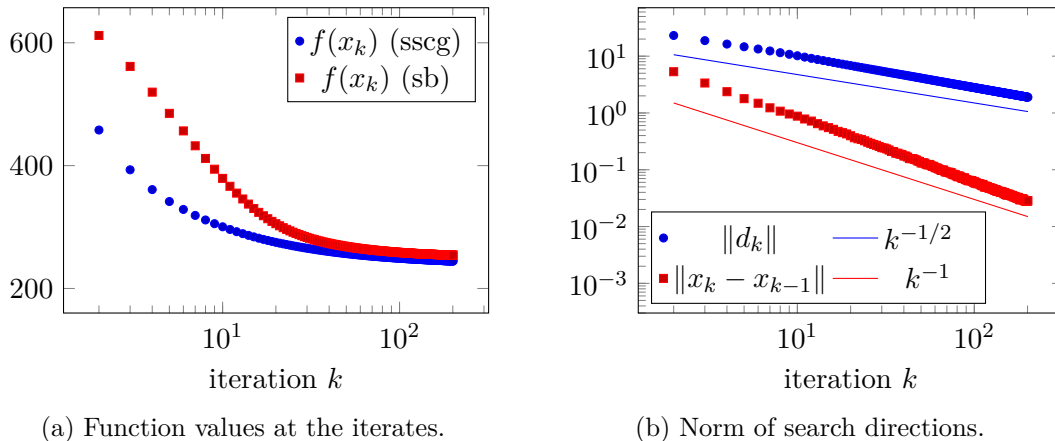 600
400
200
10^1
10^2
iteration k
f(x_k) (sscg)
f(x_k) (sb)
(a) Function values at the iterates.
10^1
10^0
10^{-1}
10^{-2}
10^{-3}
10^1
10^2
iteration k
‖d_k‖ k^{-1/2}
‖x_k − x_{k−1}‖ k^{-1}
(b) Norm of search directions.